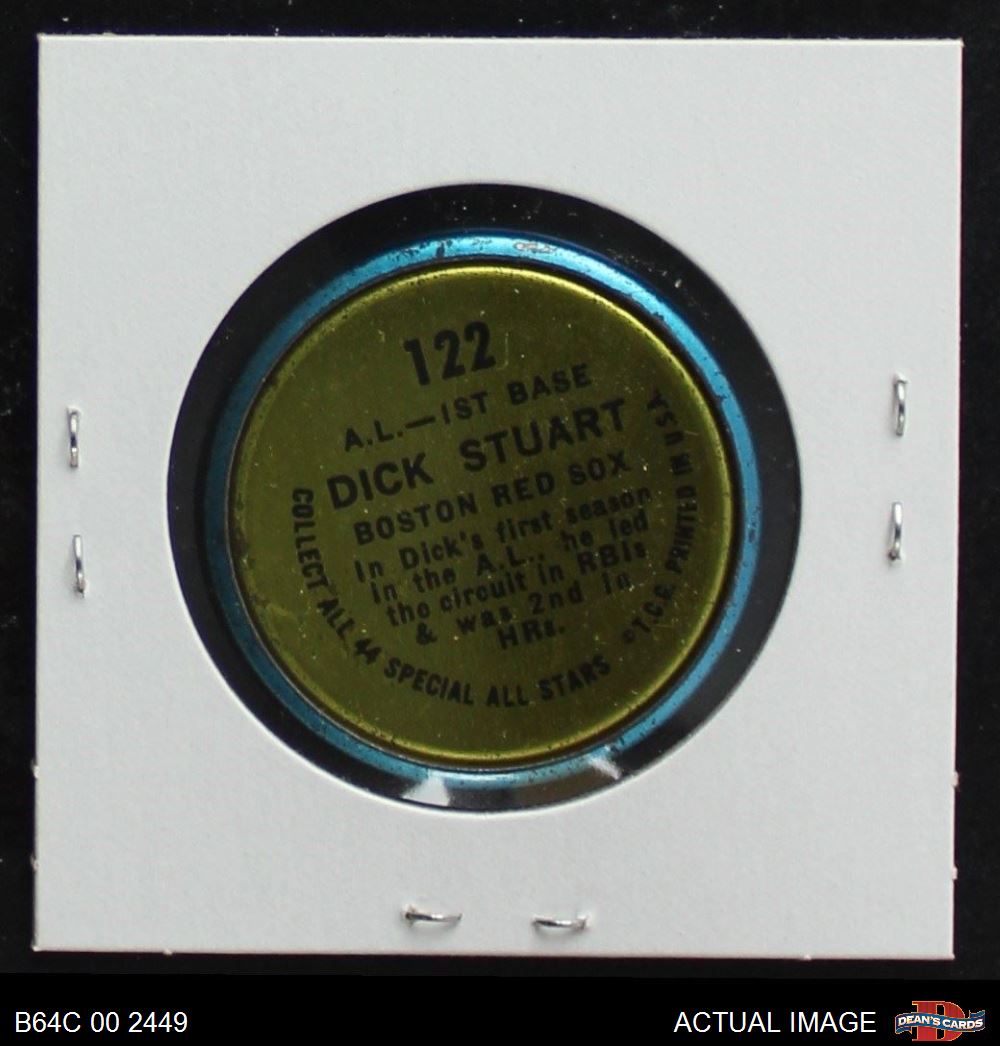 122
A.L.—1ST BASE
DICK STUART
BOSTON RED SOX
In Dick's first season
in the A.L., he led
the circuit in RBIs
& was 2nd in
HRs.
COLLECT ALL 44 SPECIAL ALL STARS
©T.C.G. PRINTED IN U.S.A.
B64C 00 2449
ACTUAL IMAGE
DEAN'S CARDS